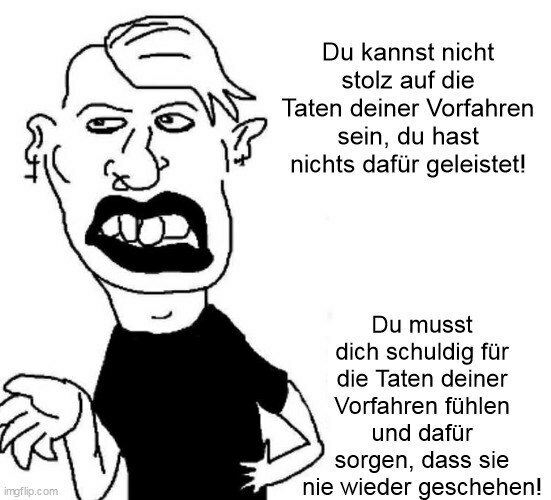 Du kannst nicht
stolz auf die
Taten deiner Vorfahren
sein, du hast
nichts dafür geleistet!
Du musst
dich schuldig für
die Taten deiner
Vorfahren fühlen
und dafür
sorgen, dass sie
nie wieder geschehen!
imgflip.com